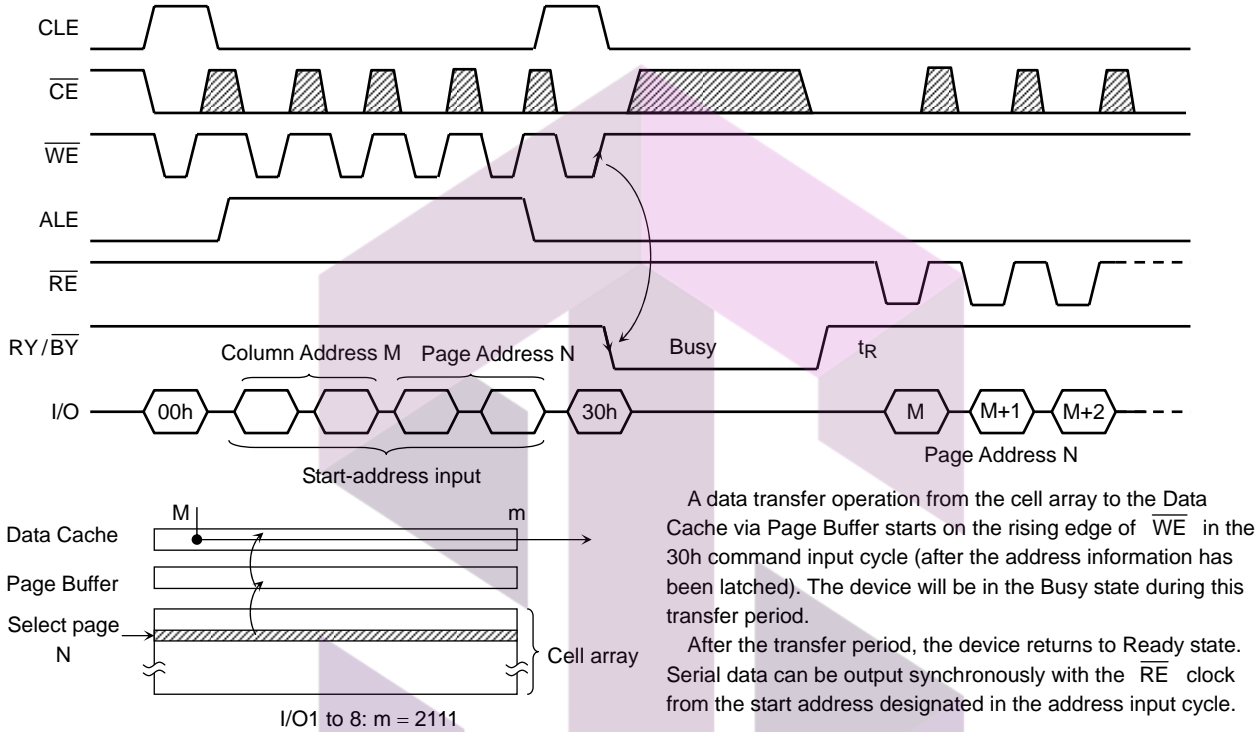 CLE
CE
WE
ALE
RE
RY/BY
Busy
tR
Column Address M
Page Address N
I/O
00h
30h
M
M+1
M+2
Start-address input
Page Address N
M
m
Data Cache
Page Buffer
Select page
N
Cell array
I/O1 to 8: m = 2111
A data transfer operation from the cell array to the Data
Cache via Page Buffer starts on the rising edge of WE in the
30h command input cycle (after the address information has
been latched). The device will be in the Busy state during this
transfer period.
After the transfer period, the device returns to Ready state.
Serial data can be output synchronously with the RE clock
from the start address designated in the address input cycle.